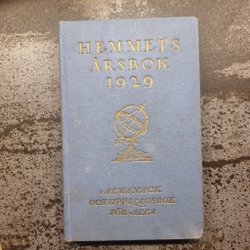 HEMMETS
ÅRSBOK
1929
ALMANACK
OCH UPPSLAGSBOK
FÖR ALLA